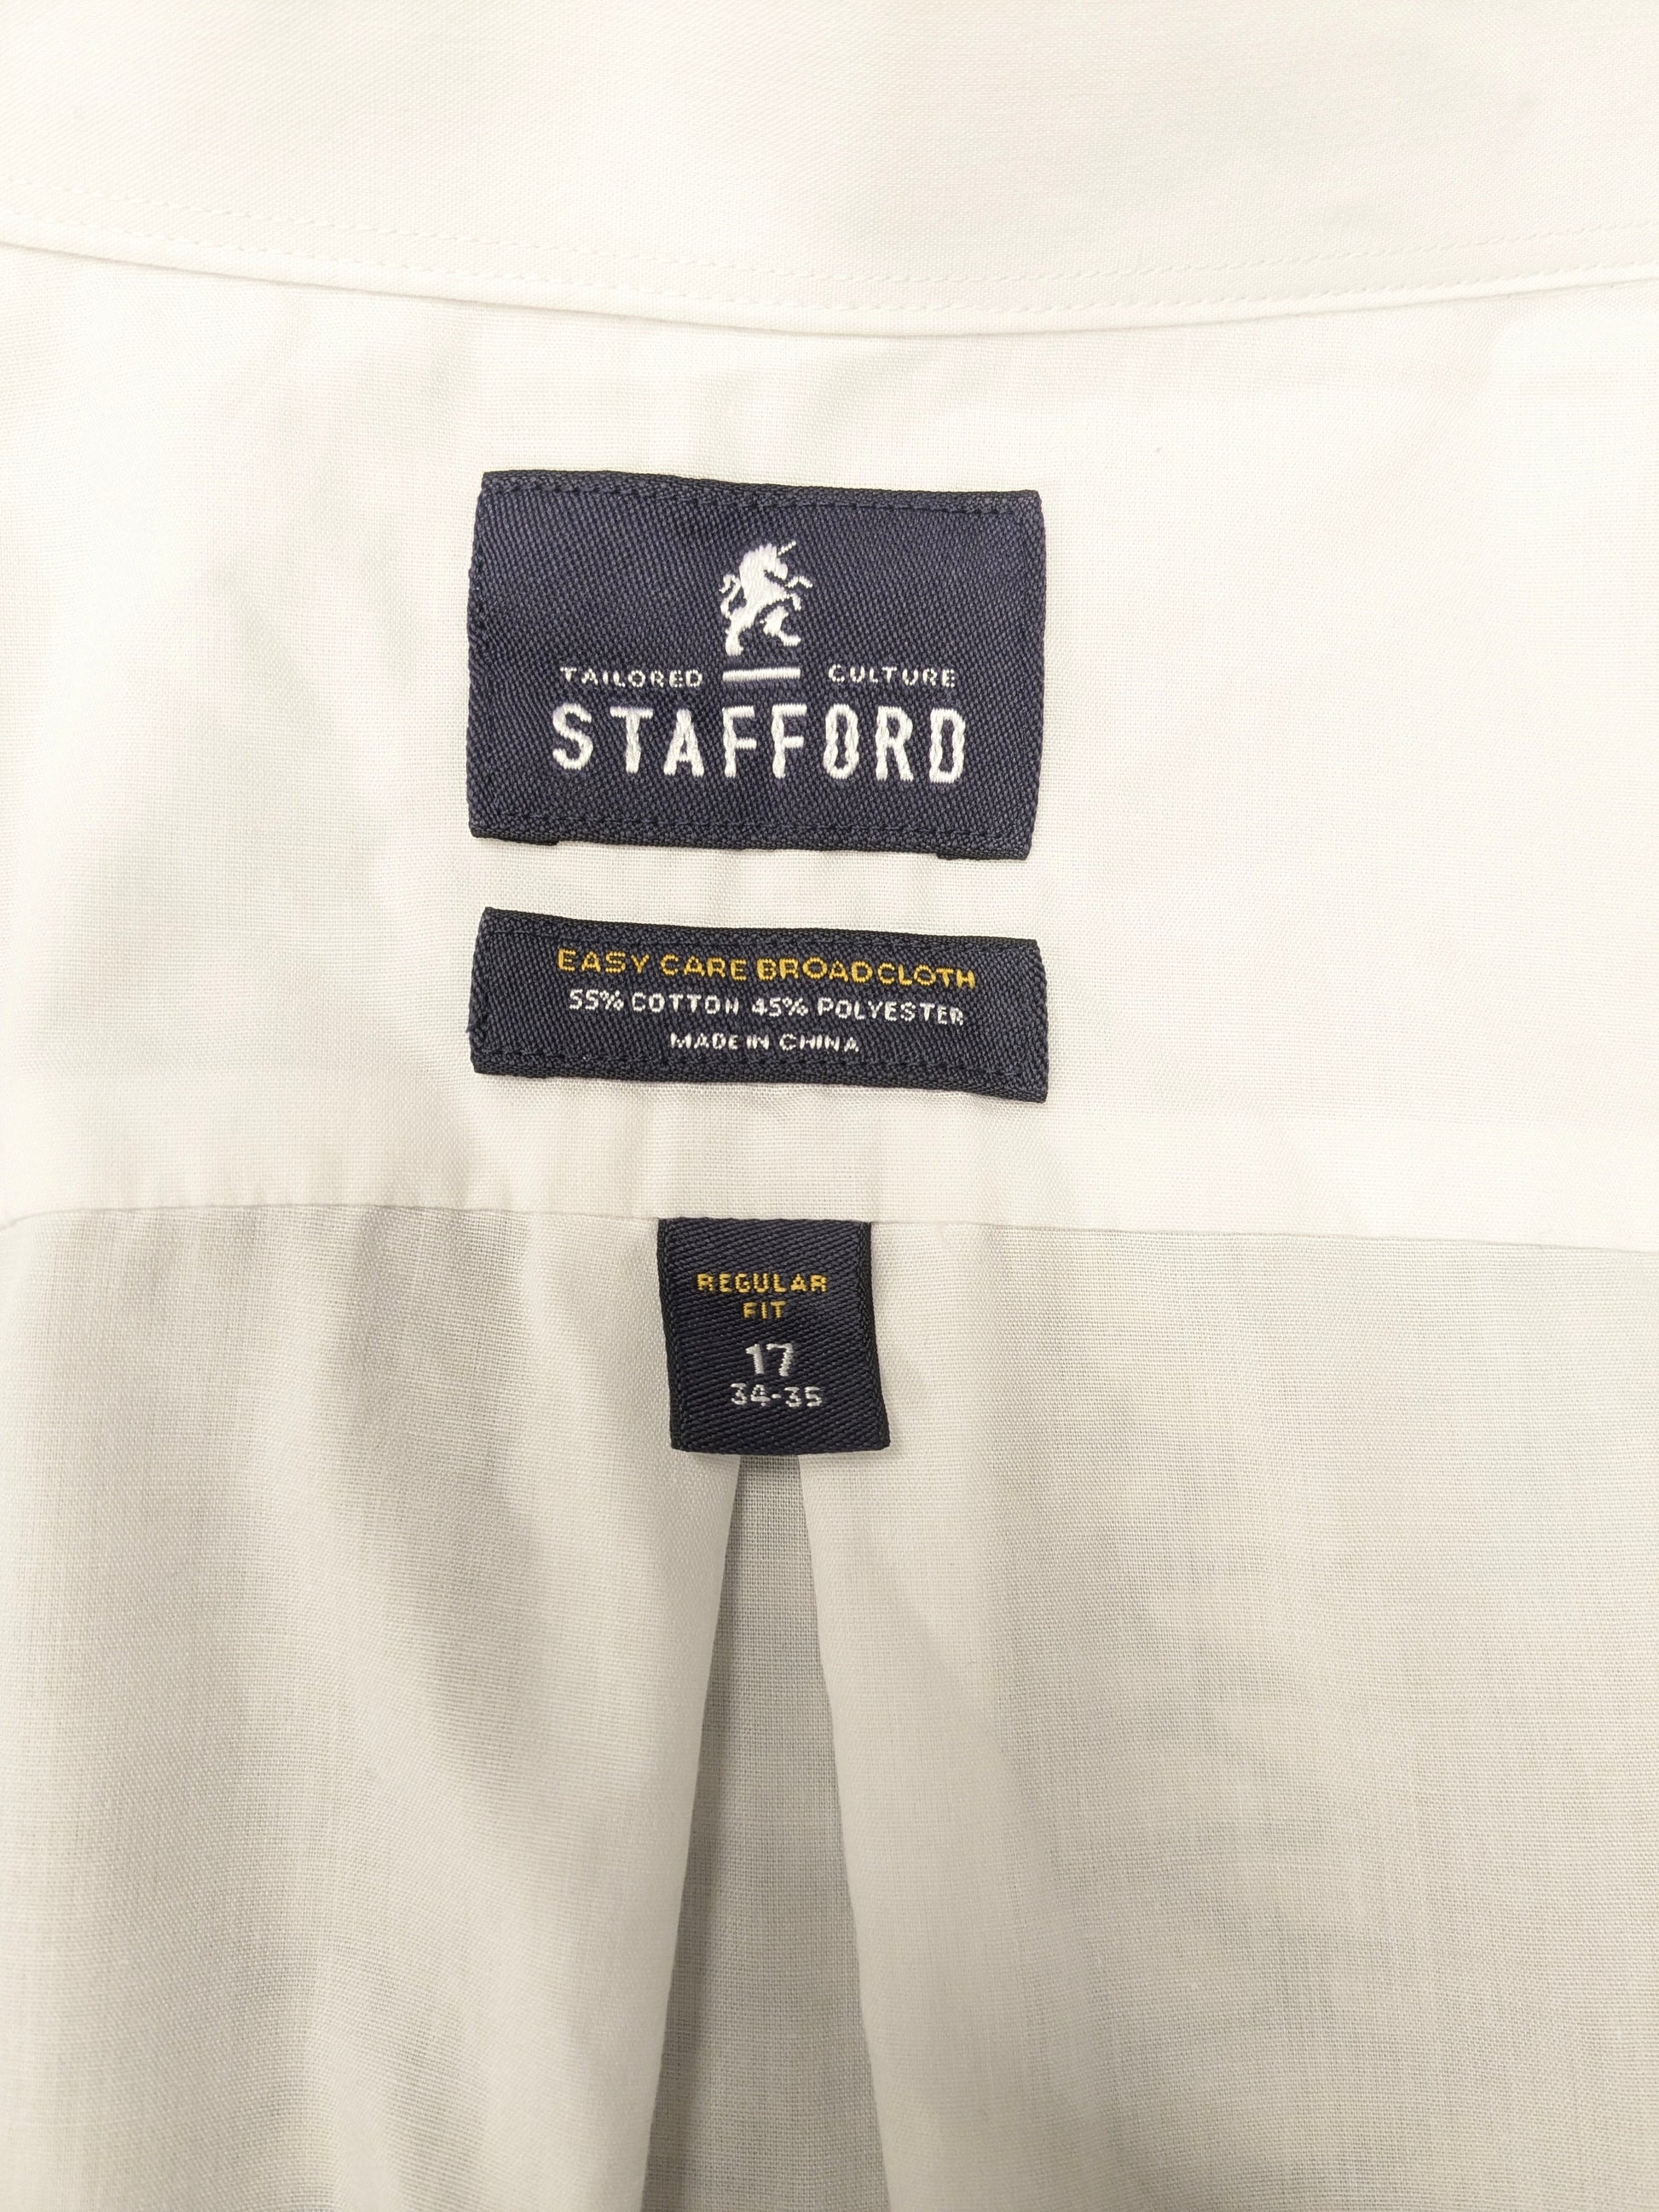 TAILORED CULTURE
STAFFORD
EASY CARE BROADCLOTH
55% COTTON 45% POLYESTER
MADE IN CHINA
REGULAR
FIT
17
34-35